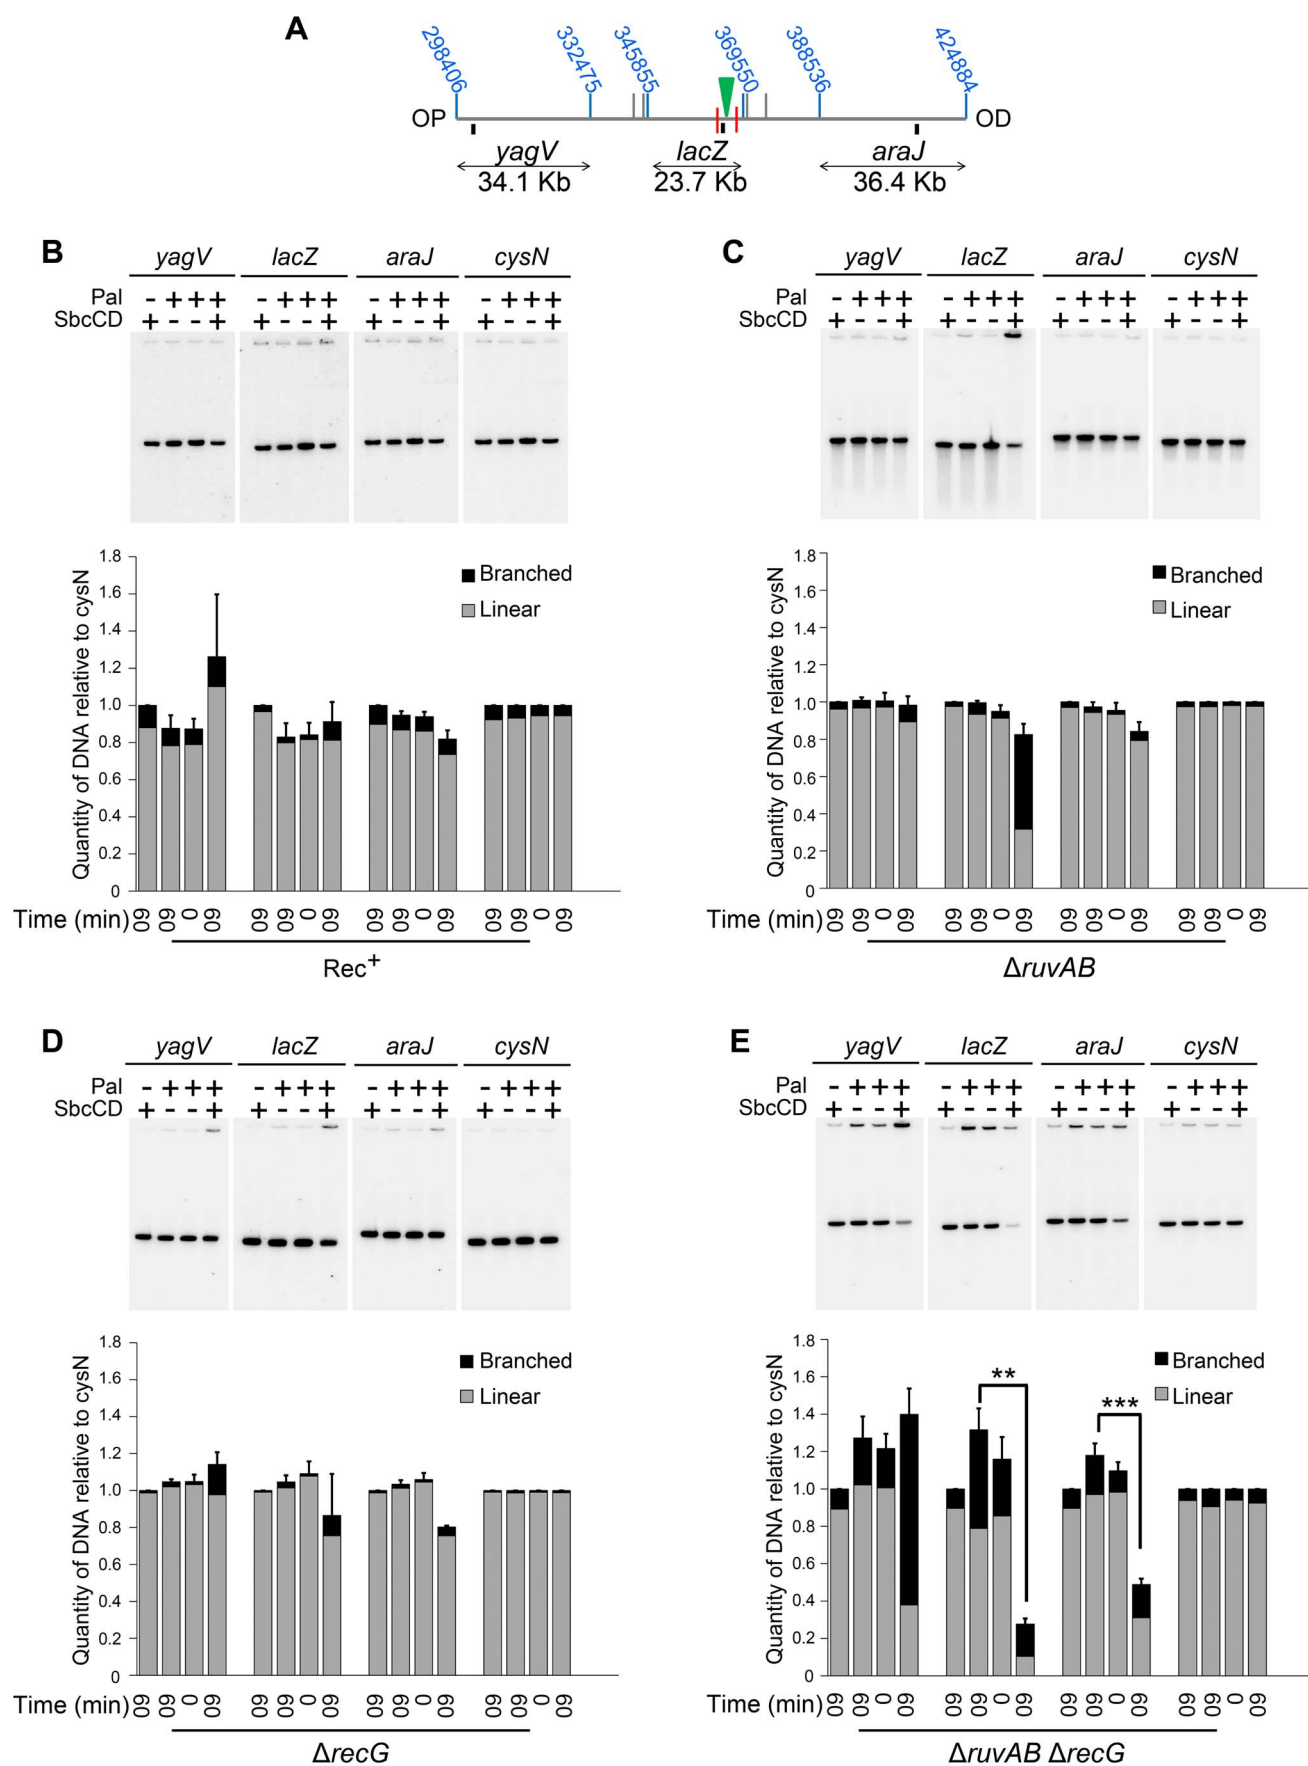 A
298406 332475 345855 369550 388536 424884
OP OD
yagV lacZ araJ
34.1 Kb 23.7 Kb 36.4 Kb
B
yagV lacZ araJ cysN
Pal - + + + - + + + - + + + - + + +
SbcCD + - - + + - - + + - - + + - - +
Quantity of DNA relative to cysN
1.8
1.6
1.4
1.2
1.0
0.8
0.6
0.4
0.2
0
Branched
Linear
Time (min) 60 60 0 60 60 60 0 60 60 60 0 60 60 60 0 60
Rec+
C
yagV lacZ araJ cysN
Pal - + + + - + + + - + + + - + + +
SbcCD + - - + + - - + + - - + + - - +
Quantity of DNA relative to cysN
1.8
1.6
1.4
1.2
1.0
0.8
0.6
0.4
0.2
0
Branched
Linear
Time (min) 60 60 0 60 60 60 0 60 60 60 0 60 60 60 0 60
ΔruvAB
D
yagV lacZ araJ cysN
Pal - + + + - + + + - + + + - + + +
SbcCD + - - + + - - + + - - + + - - +
Quantity of DNA relative to cysN
1.8
1.6
1.4
1.2
1.0
0.8
0.6
0.4
0.2
0
Branched
Linear
Time (min) 60 60 0 60 60 60 0 60 60 60 0 60 60 60 0 60
ΔrecG
E
yagV lacZ araJ cysN
Pal - + + + - + + + - + + + - + + +
SbcCD + - - + + - - + + - - + + - - +
Quantity of DNA relative to cysN
1.8
1.6
1.4
1.2
1.0
0.8
0.6
0.4
0.2
0
Branched
Linear
**
***
Time (min) 60 60 0 60 60 60 0 60 60 60 0 60 60 60 0 60
ΔruvAB ΔrecG